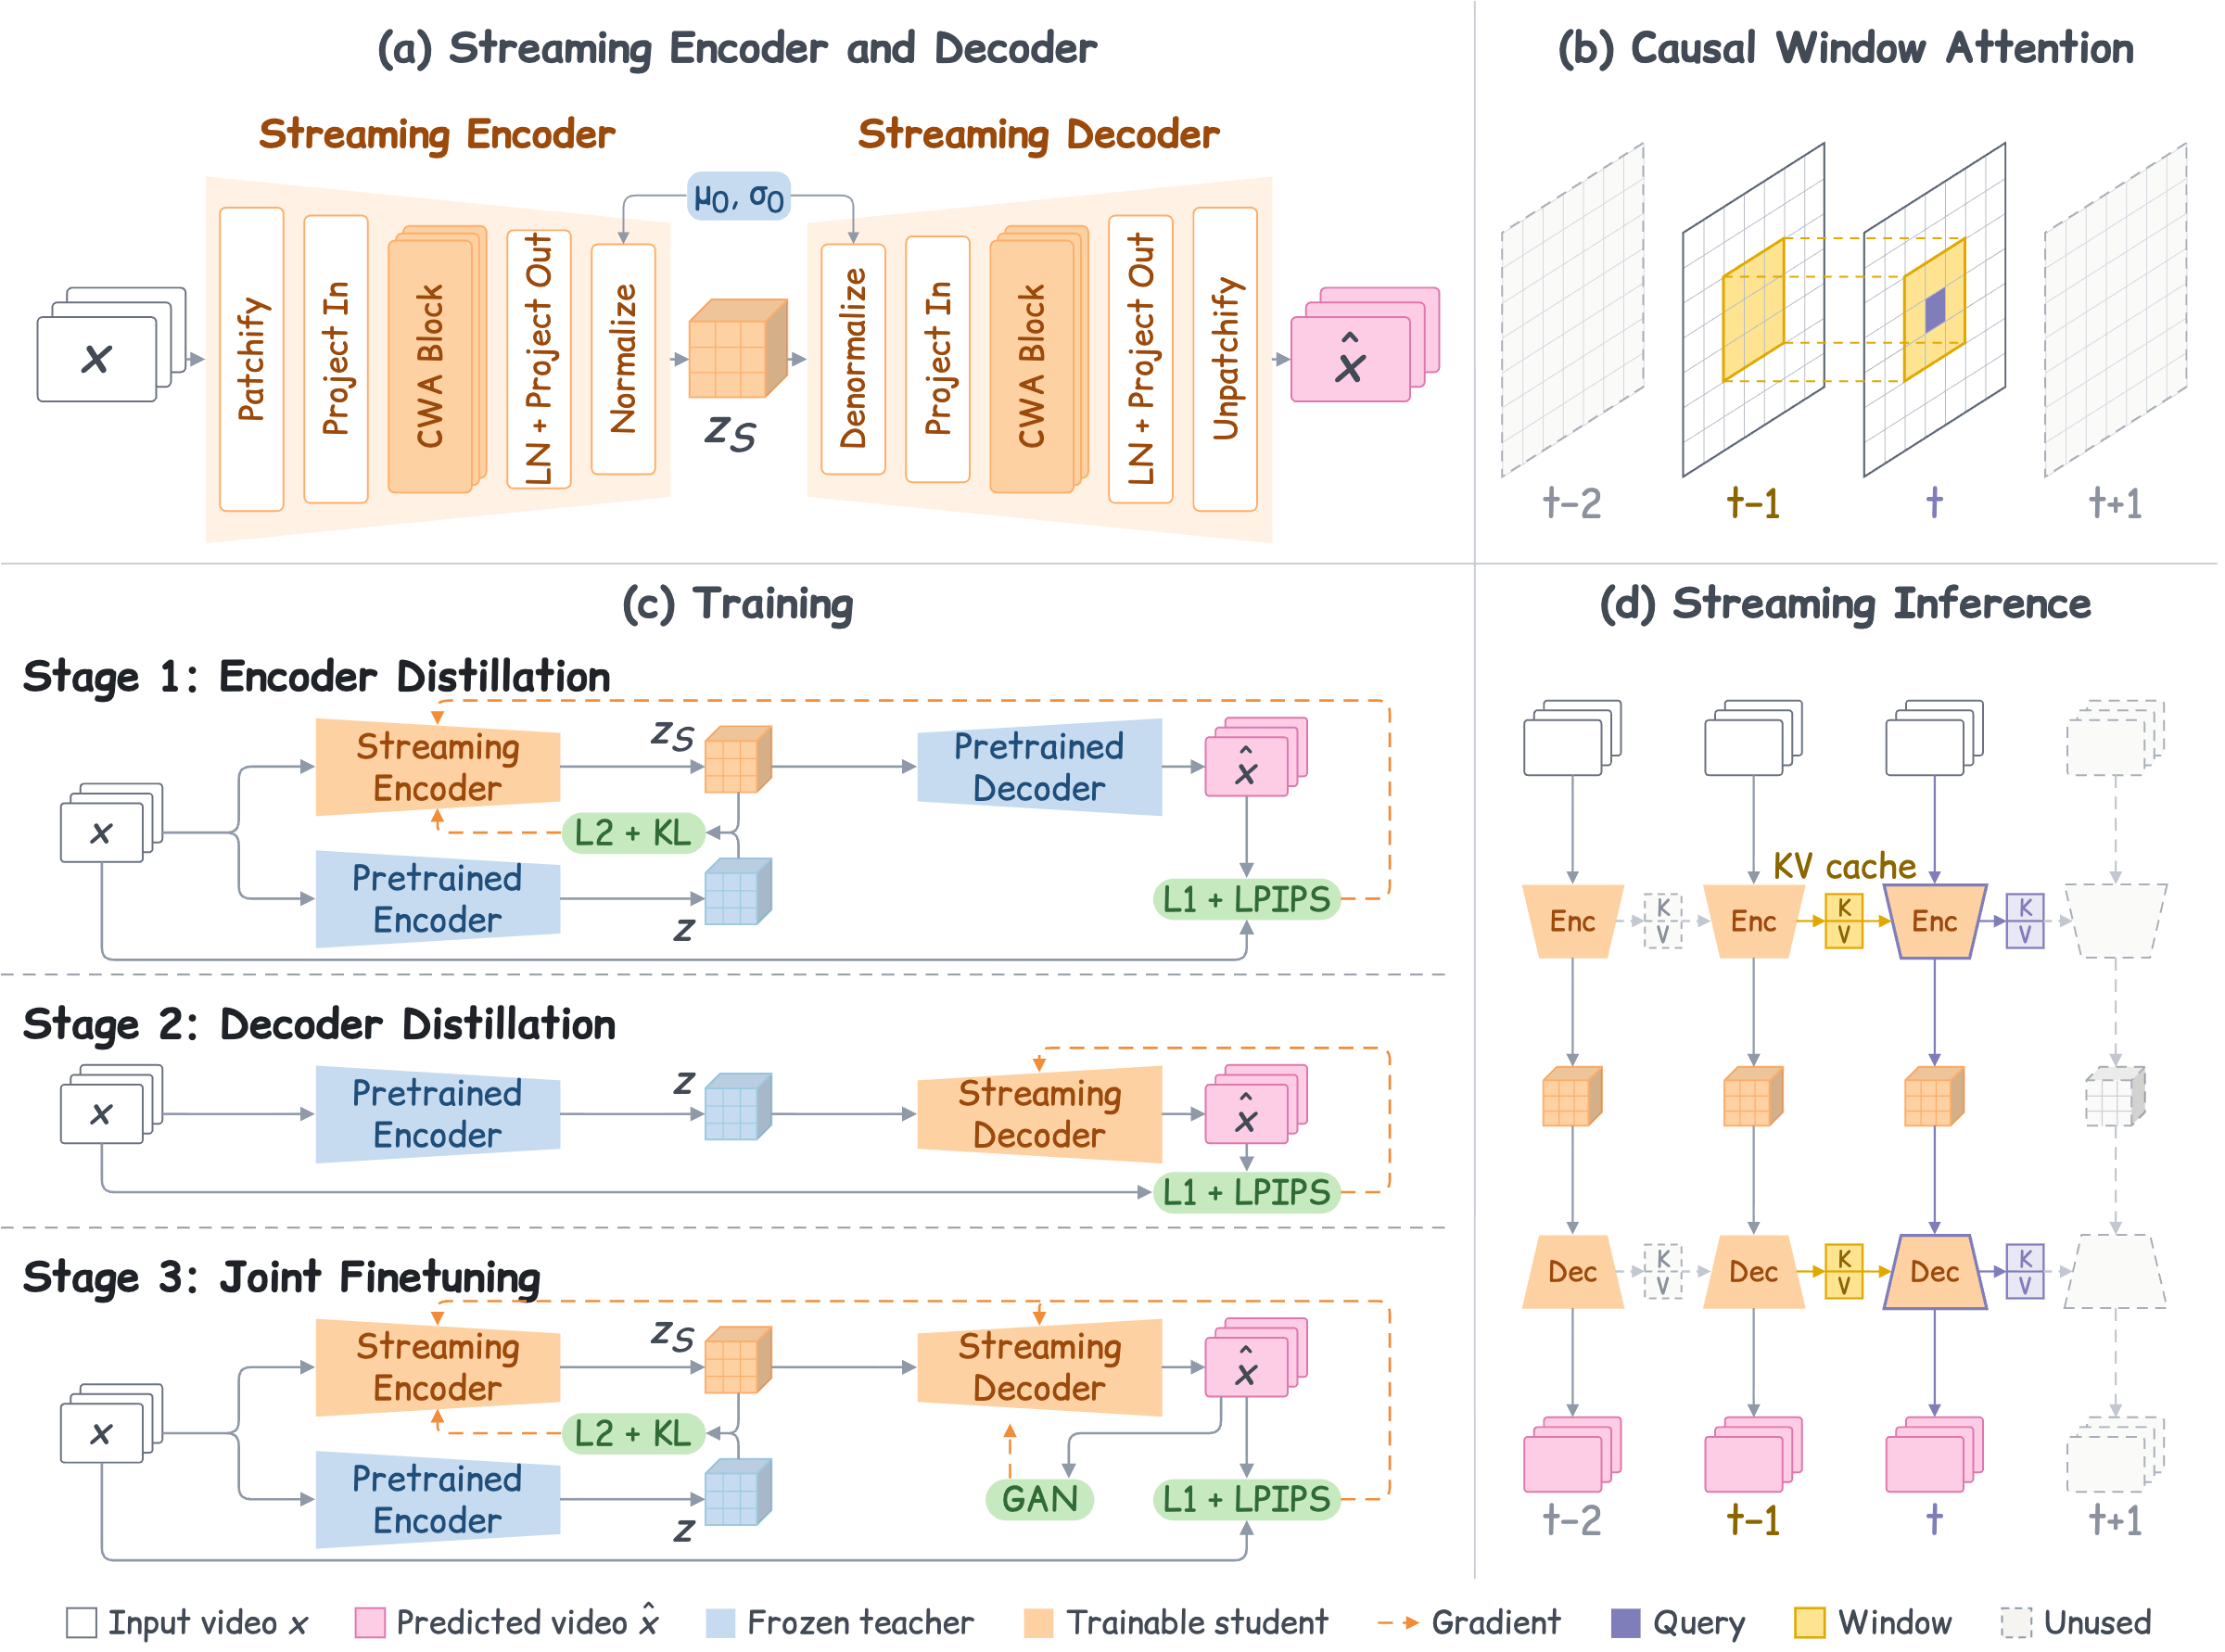 (a) Streaming Encoder and Decoder
Streaming Encoder
Streaming Decoder
μ0, σ0
x
Patchify
Project In
CWA Block
LN + Project Out
Normalize
zS
Denormalize
Project In
CWA Block
LN + Project Out
Unpatchify
x̂
(b) Causal Window Attention
t-2
t-1
t
t+1
(c) Training
Stage 1: Encoder Distillation
x
Streaming
Encoder
zS
Pretrained
Decoder
x̂
L2 + KL
Pretrained
Encoder
z
L1 + LPIPS
Stage 2: Decoder Distillation
x
Pretrained
Encoder
z
Streaming
Decoder
x̂
L1 + LPIPS
Stage 3: Joint Finetuning
x
Streaming
Encoder
zS
Streaming
Decoder
x̂
L2 + KL
Pretrained
Encoder
z
GAN
L1 + LPIPS
(d) Streaming Inference
KV cache
Enc
K
V
Enc
K
V
Enc
K
V
Dec
K
V
Dec
K
V
Dec
K
V
t-2
t-1
t
t+1
Input video x
Predicted video x̂
Frozen teacher
Trainable student
Gradient
Query
Window
Unused